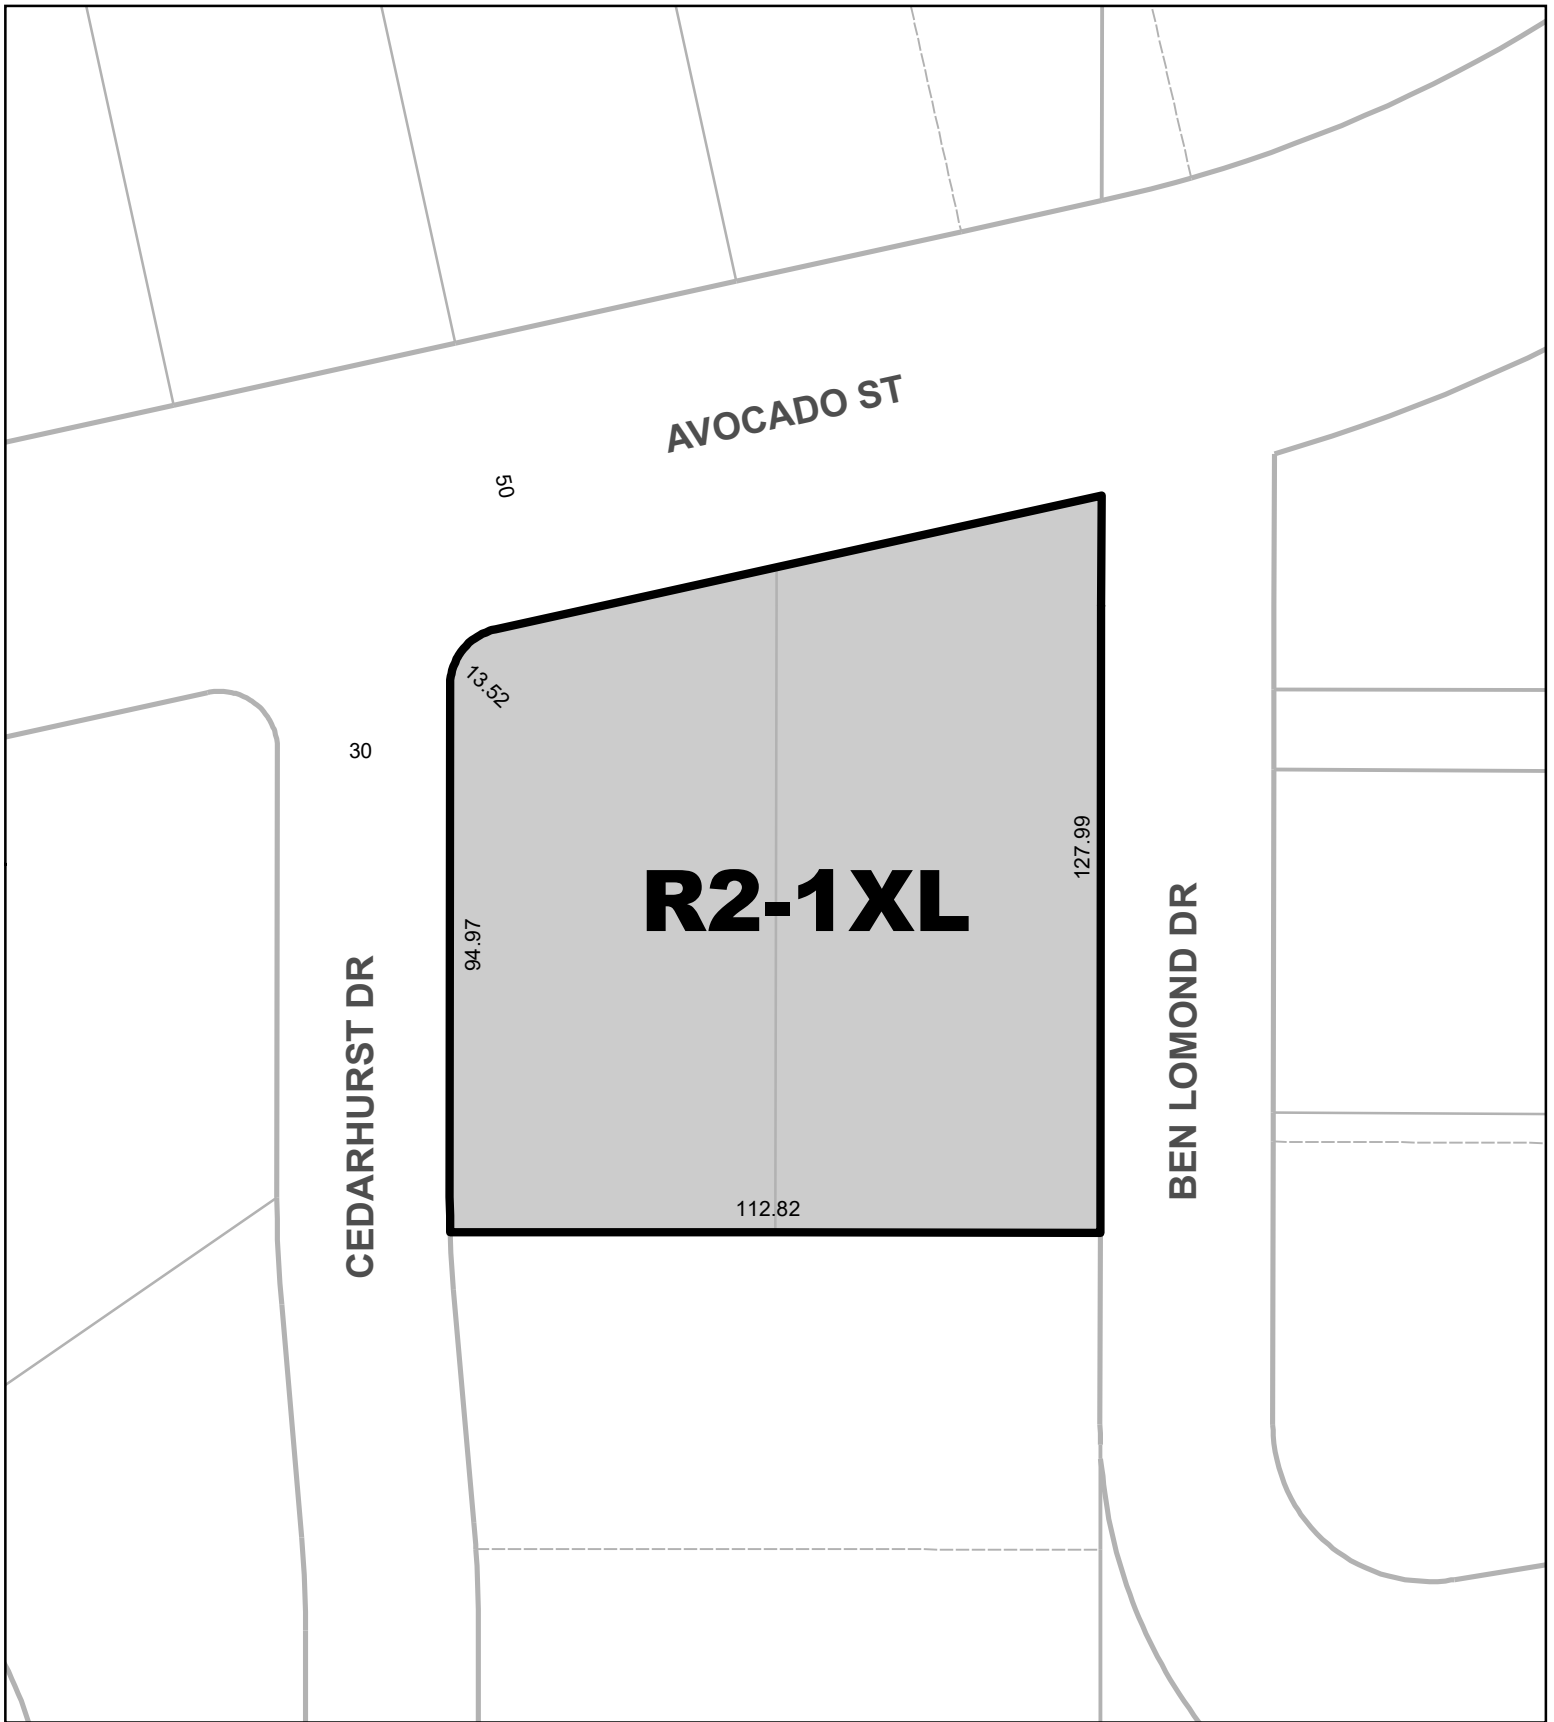 AVOCADO ST
50
13.52
30
127.99
R2-1XL
94.97
BEN LOMOND DR
CEDARHURST DR
112.82